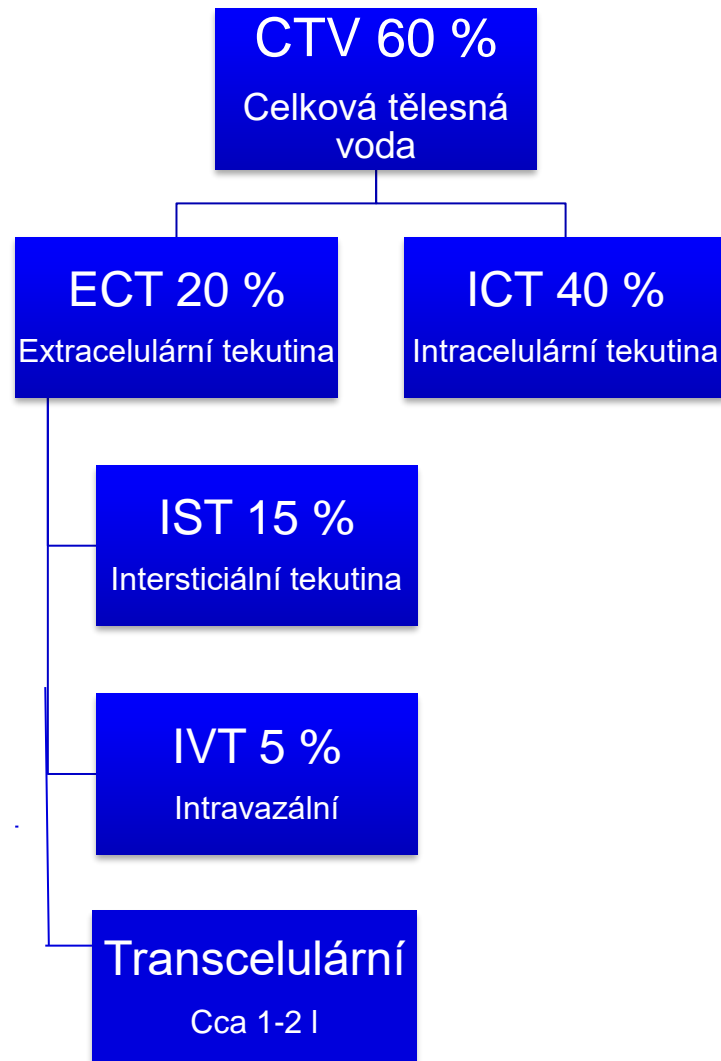 CTV 60 %
Celková tělesná
voda
ECT 20 %
Extracelulární tekutina
ICT 40 %
Intracelulární tekutina
IST 15 %
Intersticiální tekutina
IVT 5 %
Intravazální
Transcelulární
Cca 1-2 l